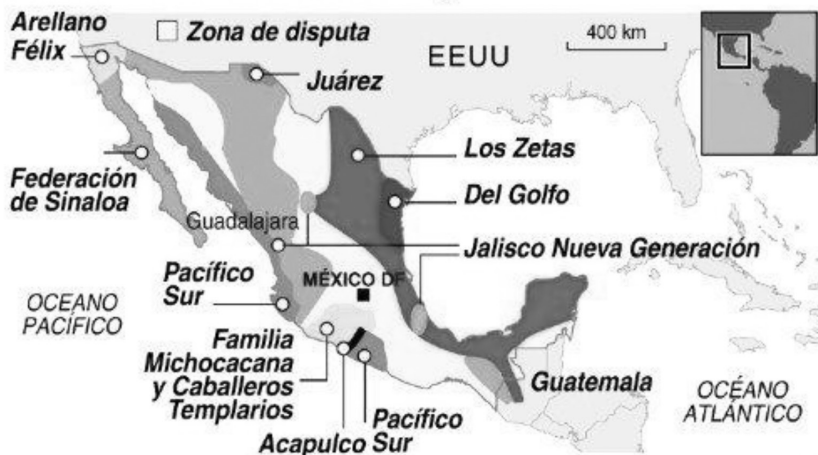 Arellano
Félix
Zona de disputa
400 km
EEUU
Juárez
Los Zetas
Del Golfo
Federación
de Sinaloa
Guadalajara
Jalisco Nueva Generación
Pacífico
Sur
MÉXICO DF
OCEANO
PACÍFICO
Familia
Michocacana
y Caballeros
Templarios
Guatemala
OCÉANO
ATLÁNTICO
Acapulco
Pacífico
Sur